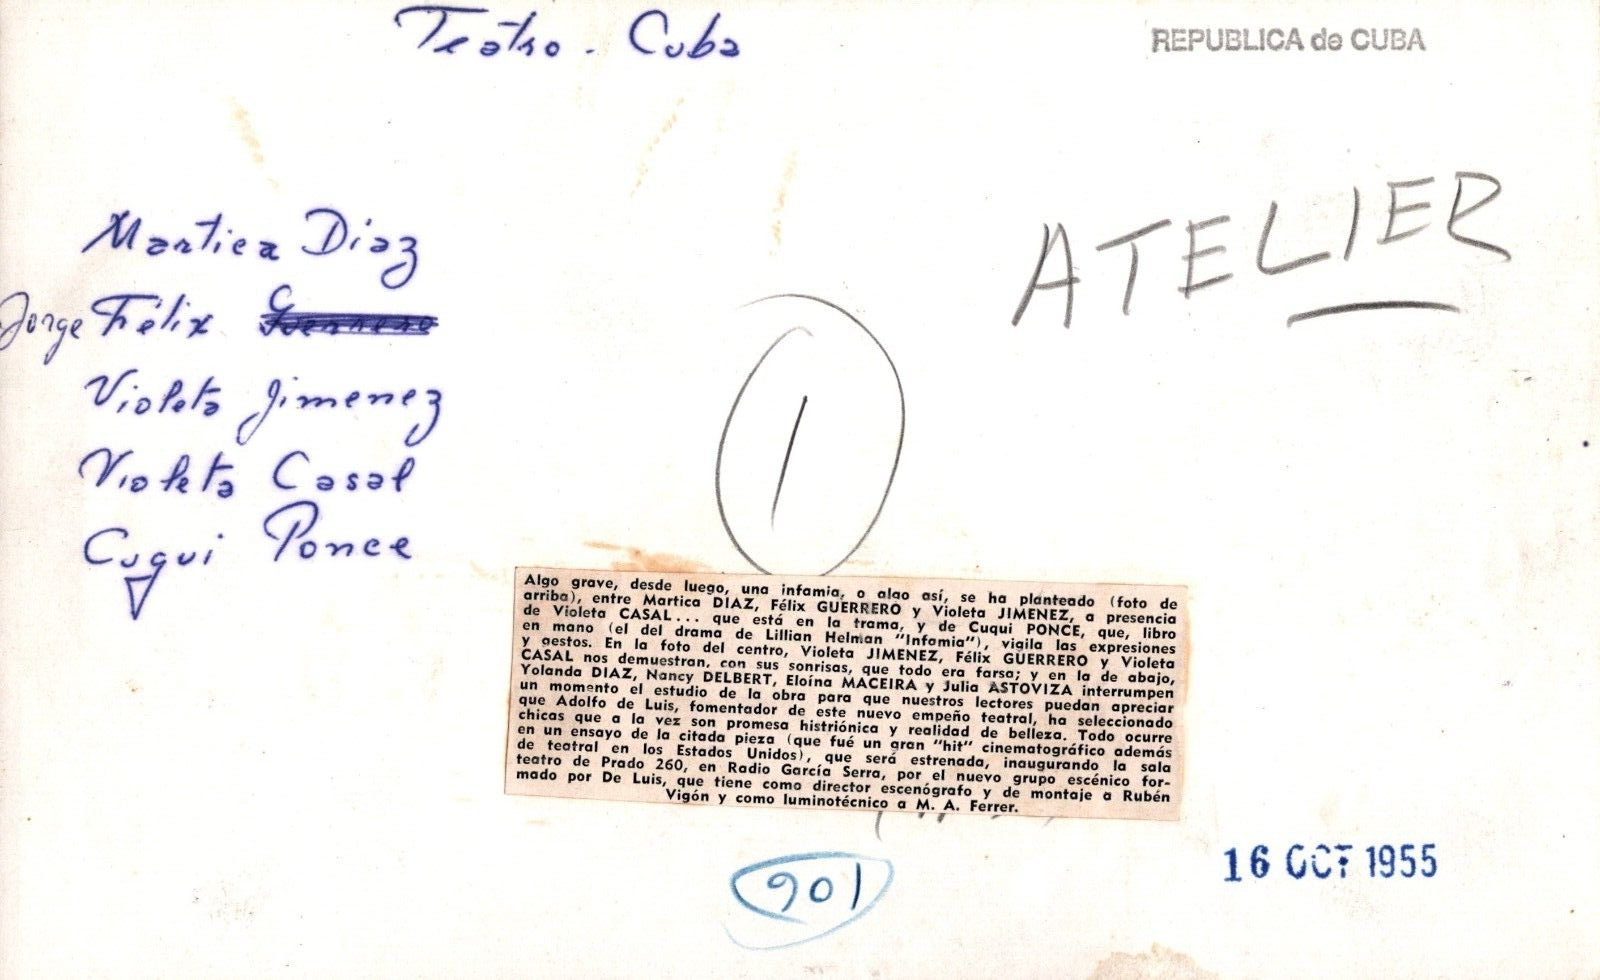 Teatro - Cuba
REPUBLICA de CUBA
ATELIER
Martica Diaz
Jorge Félix Guerrero
Violeta Jimenez
Violeta Casal
Cuqui Ponce
1
Algo grave, desde luego, una infamia, o algo así, se ha planteado (foto de
arriba), entre Martica DIAZ, Félix GUERRERO y Violeta JIMENEZ, a presencia
de Violeta CASAL... que está en la trama, y de Cuqui PONCE, que, libro
en mano (el del drama de Lillian Helman "Infamia"), vigila las expresiones
y gestos. En la foto del centro, Violeta JIMENEZ, Félix GUERRERO y Violeta
CASAL nos demuestran, con sus sonrisas, que todo era farsa; y en la de abajo,
Yolanda DIAZ, Nancy DELBERT, Eloína MACEIRA y Julia ASTOVIZA interrumpen
un momento el estudio de la obra para que nuestros lectores puedan apreciar
que Adolfo de Luis, fomentador de este nuevo empeño teatral, ha seleccionado
chicas que a la vez son promesa histriónica y realidad de belleza. Todo ocurre
en un ensayo de la citada pieza (que fué un gran "hit" cinematográfico además
de teatral en los Estados Unidos), que será estrenada, inaugurando la sala
teatro de Prado 260, en Radio García Serra, por el nuevo grupo escénico for-
mado por De Luis, que tiene como director escenógrafo y de montaje a Rubén
Vigón y como luminotécnico a M. A. Ferrer.
16 OCT 1955
901